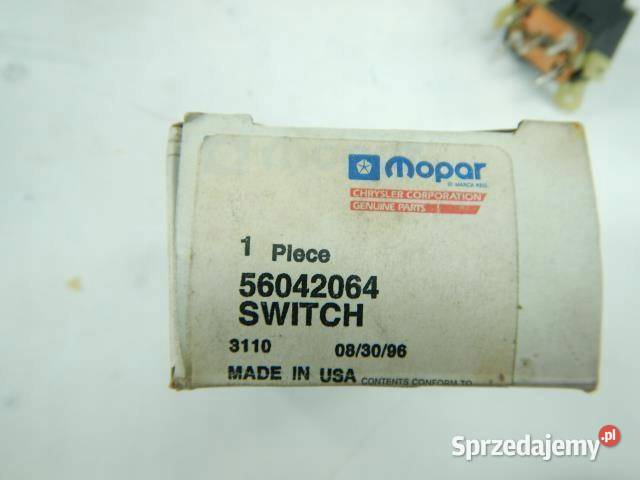 Mopar
® MARCA REG.
CHRYSLER CORPORATION
GENUINE PARTS
1 Piece
56042064
SWITCH
3110 08/30/96
MADE IN USA CONTENTS CONFORM TO
Sprzedajemy.pl